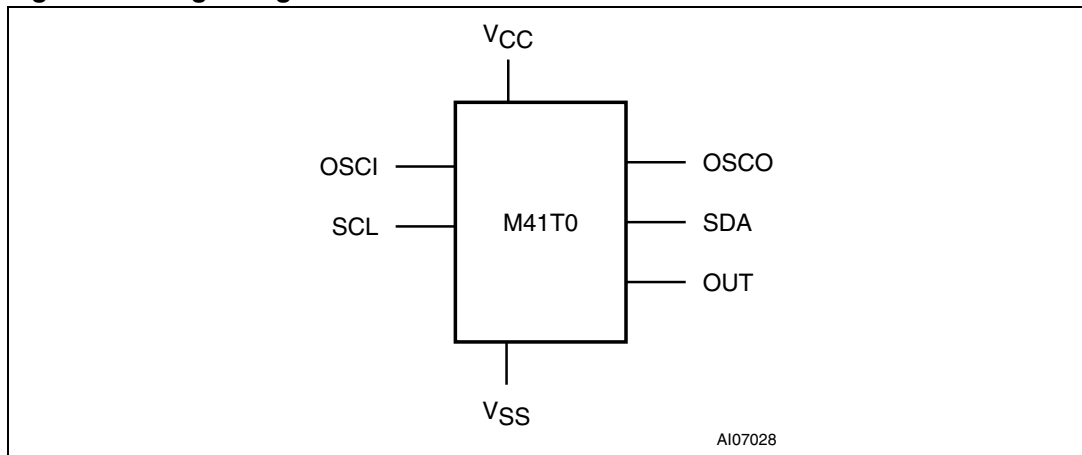 VCC
OSCI
OSCO
SCL
M41T0
SDA
OUT
VSS
AI07028